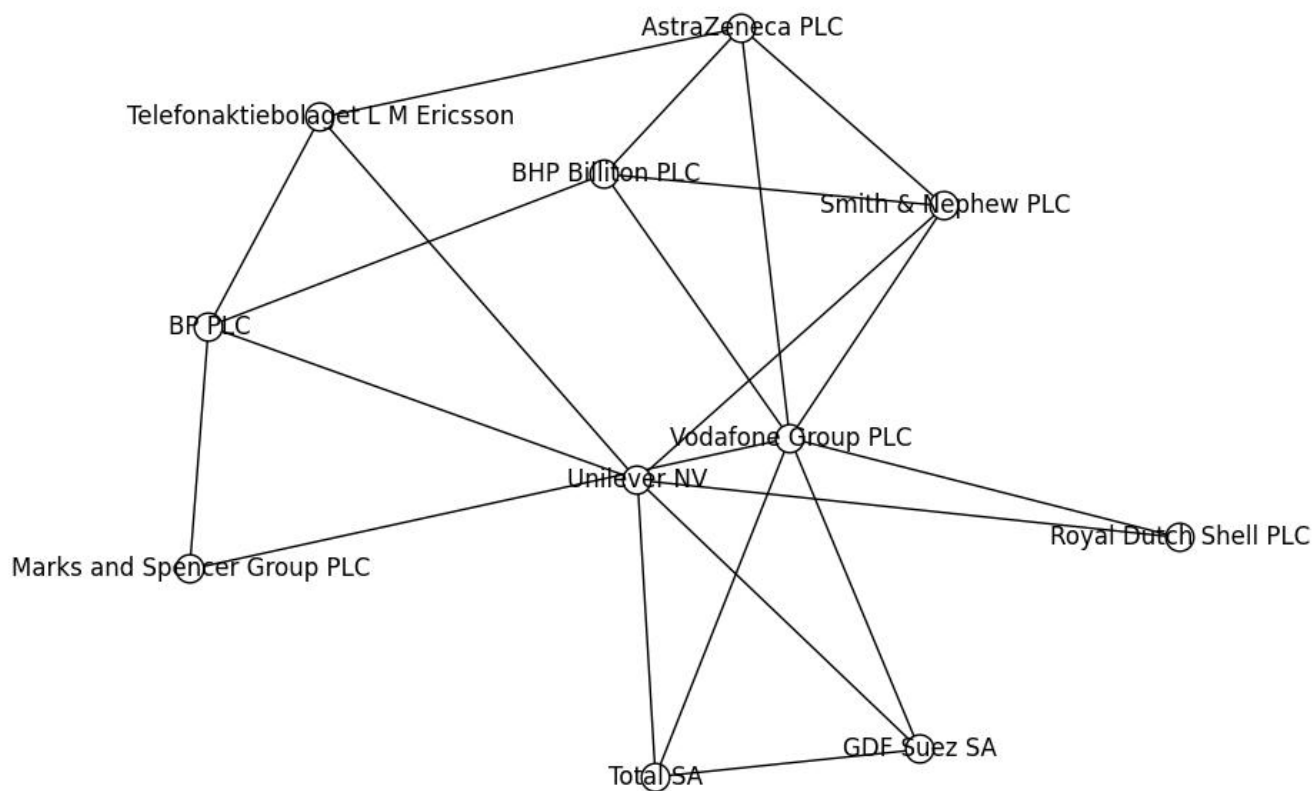 AstraZeneca PLC
Telefonaktiebolaget L M Ericsson
BHP Billiton PLC
Smith & Nephew PLC
BP PLC
Vodafone Group PLC
Unilever NV
Royal Dutch Shell PLC
Marks and Spencer Group PLC
GDF Suez SA
Total SA